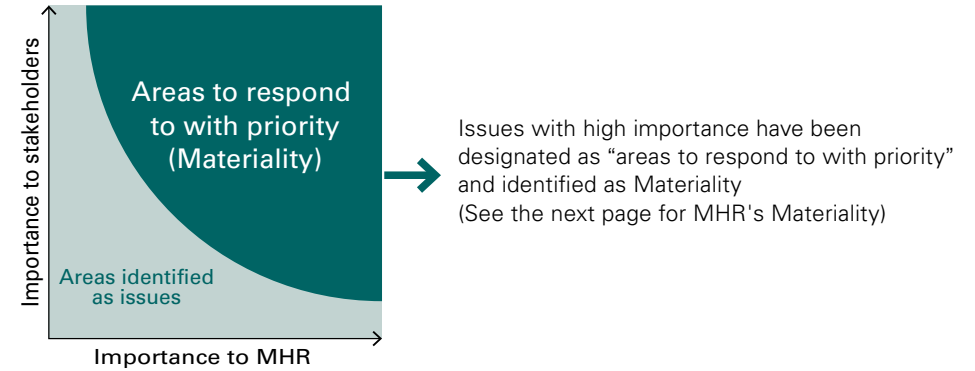 Importance to stakeholders
Areas to respond
to with priority
(Materiality)
Areas identified
as issues
Importance to MHR
Issues with high importance have been
designated as “areas to respond to with priority”
and identified as Materiality
(See the next page for MHR's Materiality)